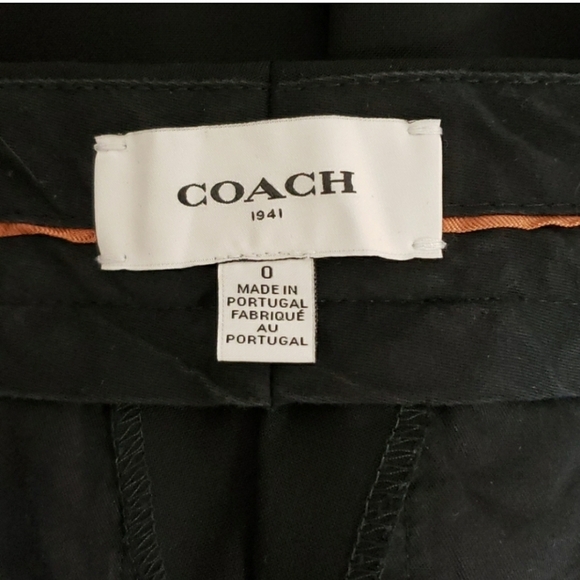 COACH
1941
0
MADE IN
PORTUGAL
FABRIQUÉ
AU
PORTUGAL